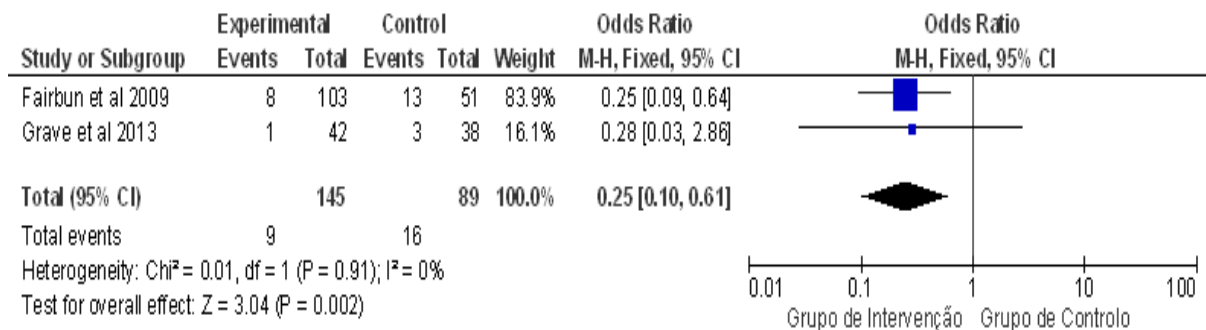 Experimental Control Odds Ratio Odds Ratio
Study or Subgroup Events Total Events Total Weight M-H, Fixed, 95% CI M-H, Fixed, 95% CI
Fairbun et al 2009 8 103 13 51 83.9% 0.25 [0.09, 0.64]
Grave et al 2013 1 42 3 38 16.1% 0.28 [0.03, 2.86]
Total (95% CI) 145 89 100.0% 0.25 [0.10, 0.61]
Total events 9 16
Heterogeneity: Chi² = 0.01, df = 1 (P = 0.91); I² = 0%
Test for overall effect: Z = 3.04 (P = 0.002)
0.01 0.1 1 10 100
Grupo de Intervenção Grupo de Controlo